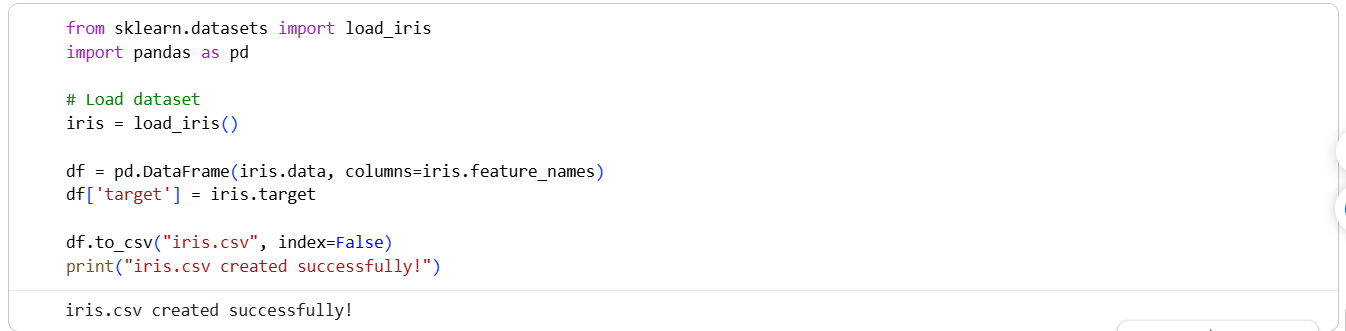 from sklearn.datasets import load_iris
import pandas as pd
# Load dataset
iris = load_iris()
df = pd.DataFrame(iris.data, columns=iris.feature_names)
df['target'] = iris.target
df.to_csv("iris.csv", index=False)
print("iris.csv created successfully!")
iris.csv created successfully!